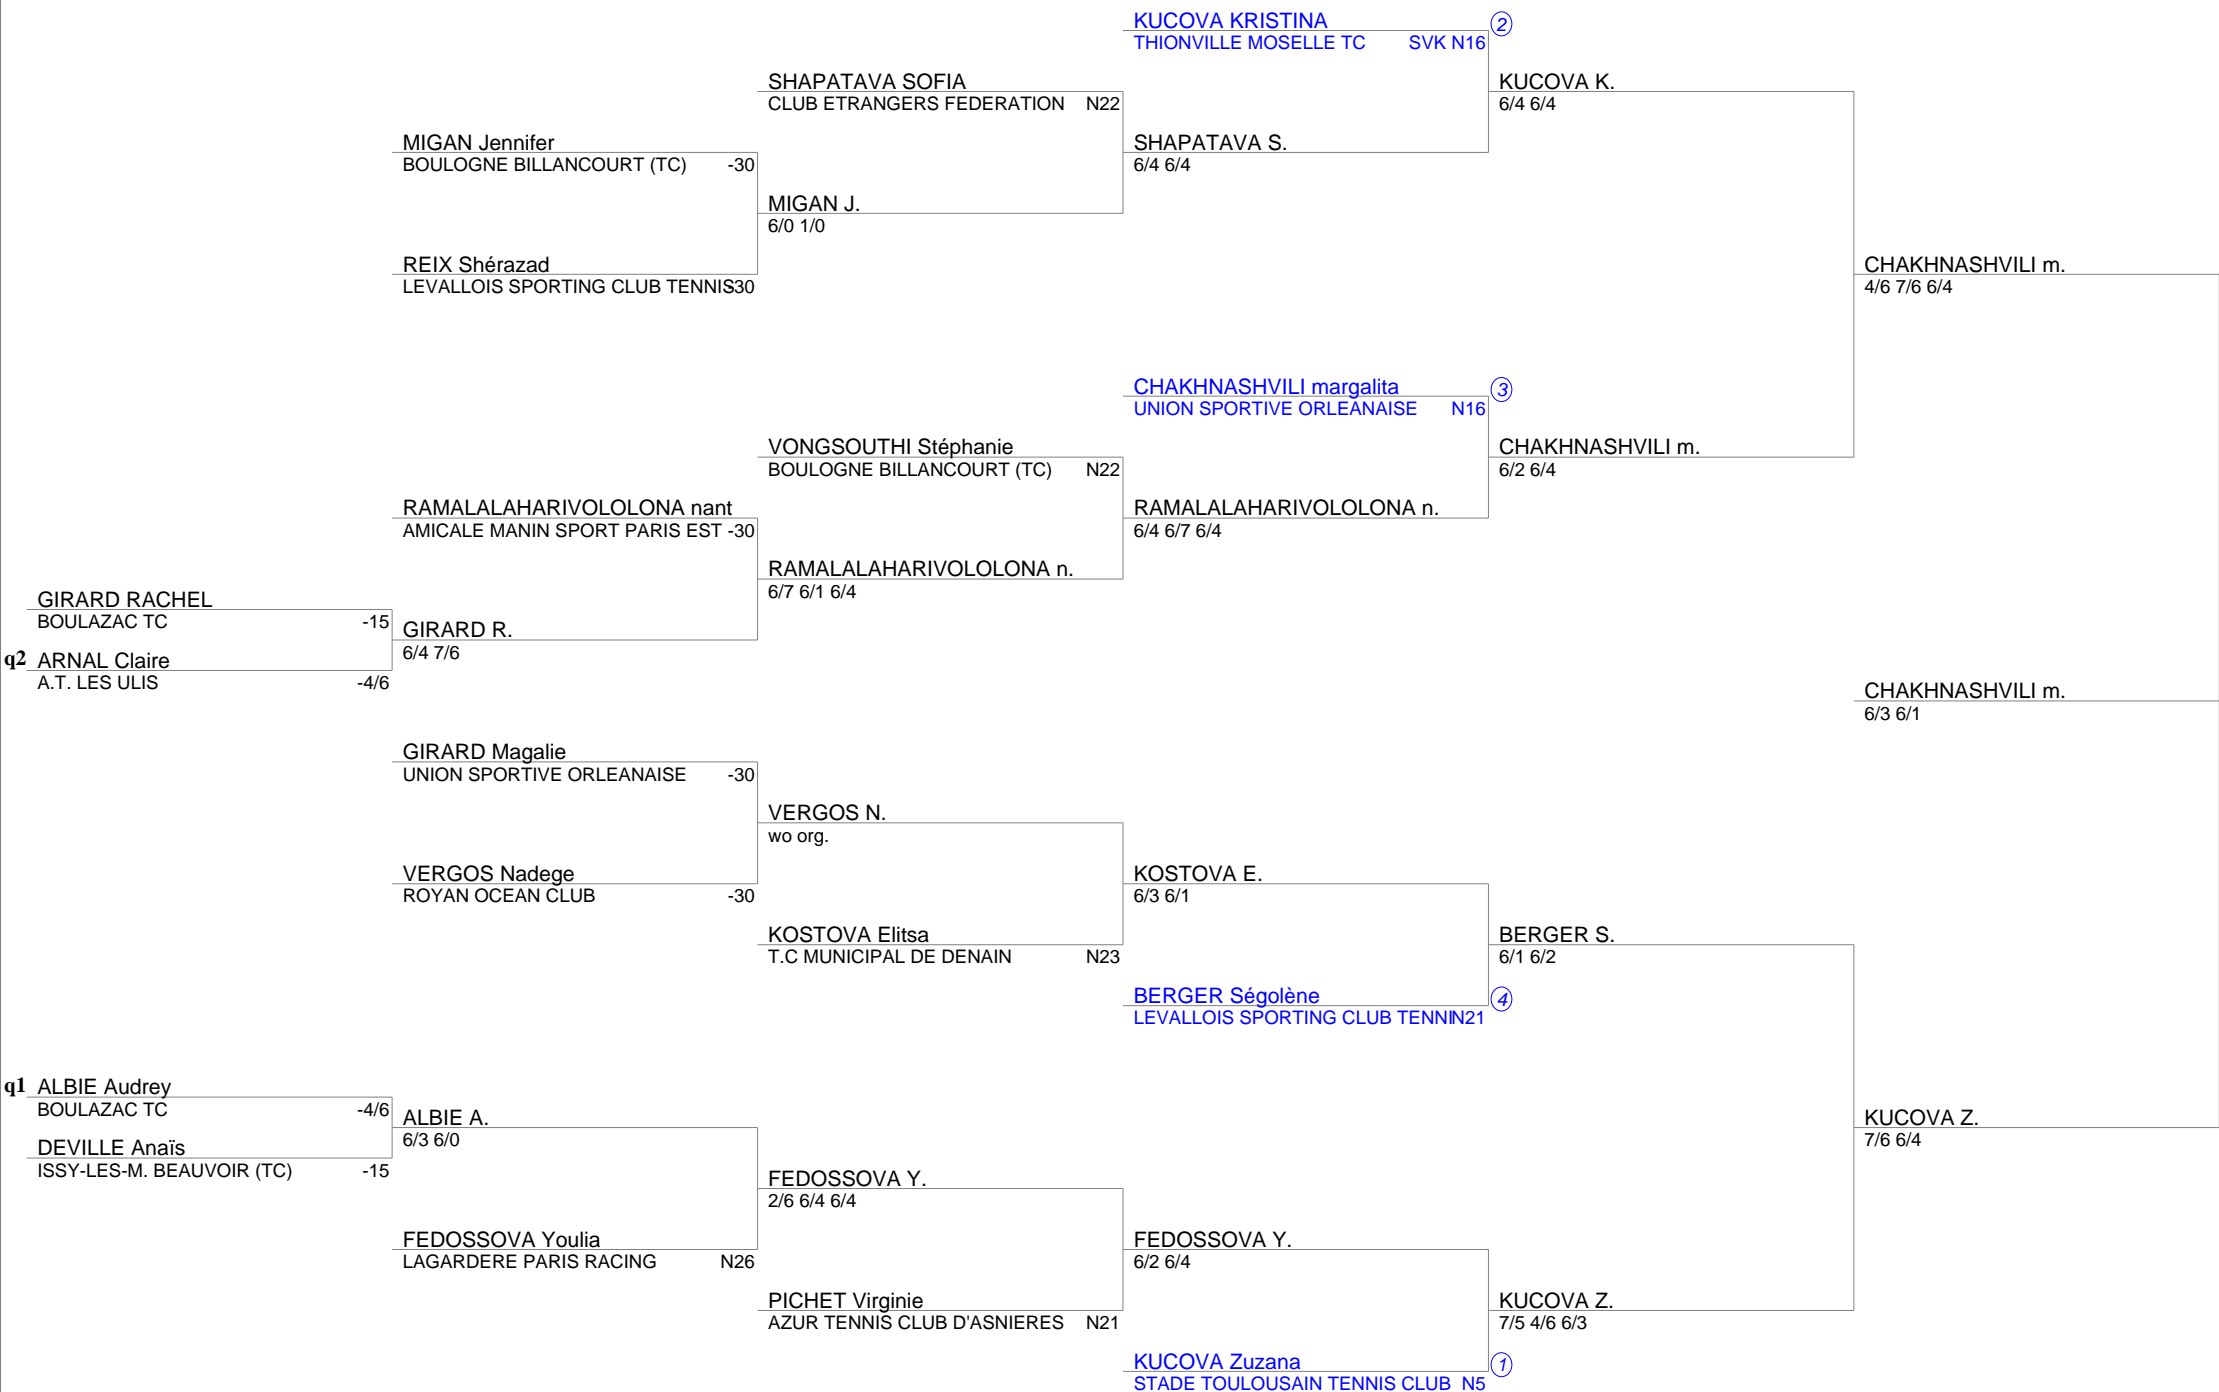 KUCOVA KRISTINA ②
THIONVILLE MOSELLE TC SVK N16
SHAPATAVA SOFIA
CLUB ETRANGERS FEDERATION N22
KUCOVA K.
6/4 6/4
MIGAN Jennifer
BOULOGNE BILLANCOURT (TC) -30
SHAPATAVA S.
6/4 6/4
MIGAN J.
6/0 1/0
REIX Shérazad
LEVALLOIS SPORTING CLUB TENNIS-30
CHAKHNASHVILI m.
4/6 7/6 6/4
CHAKHNASHVILI margalita ③
UNION SPORTIVE ORLEANAISE N16
VONGSOUTHI Stéphanie
BOULOGNE BILLANCOURT (TC) N22
CHAKHNASHVILI m.
6/2 6/4
RAMALALAHARIVOLOLONA nant
AMICALE MANIN SPORT PARIS EST -30
RAMALALAHARIVOLOLONA n.
6/4 6/7 6/4
RAMALALAHARIVOLOLONA n.
6/7 6/1 6/4
GIRARD RACHEL
BOULAZAC TC -15
GIRARD R.
6/4 7/6
q2 ARNAL Claire
A.T. LES ULIS -4/6
CHAKHNASHVILI m.
6/3 6/1
GIRARD Magalie
UNION SPORTIVE ORLEANAISE -30
VERGOS N.
wo org.
VERGOS Nadege
ROYAN OCEAN CLUB -30
KOSTOVA E.
6/3 6/1
KOSTOVA Elitsa
T.C MUNICIPAL DE DENAIN N23
BERGER S.
6/1 6/2
BERGER Ségolène ④
LEVALLOIS SPORTING CLUB TENNIN21
q1 ALBIE Audrey
BOULAZAC TC -4/6
ALBIE A.
6/3 6/0
DEVILLE Anaïs
ISSY-LES-M. BEAUVOIR (TC) -15
KUCOVA Z.
7/6 6/4
FEDOSSOVA Y.
2/6 6/4 6/4
FEDOSSOVA Youlia
LAGARDERE PARIS RACING N26
FEDOSSOVA Y.
6/2 6/4
PICHET Virginie
AZUR TENNIS CLUB D'ASNIERES N21
KUCOVA Z.
7/5 4/6 6/3
KUCOVA Zuzana ①
STADE TOULOUSAIN TENNIS CLUB N5